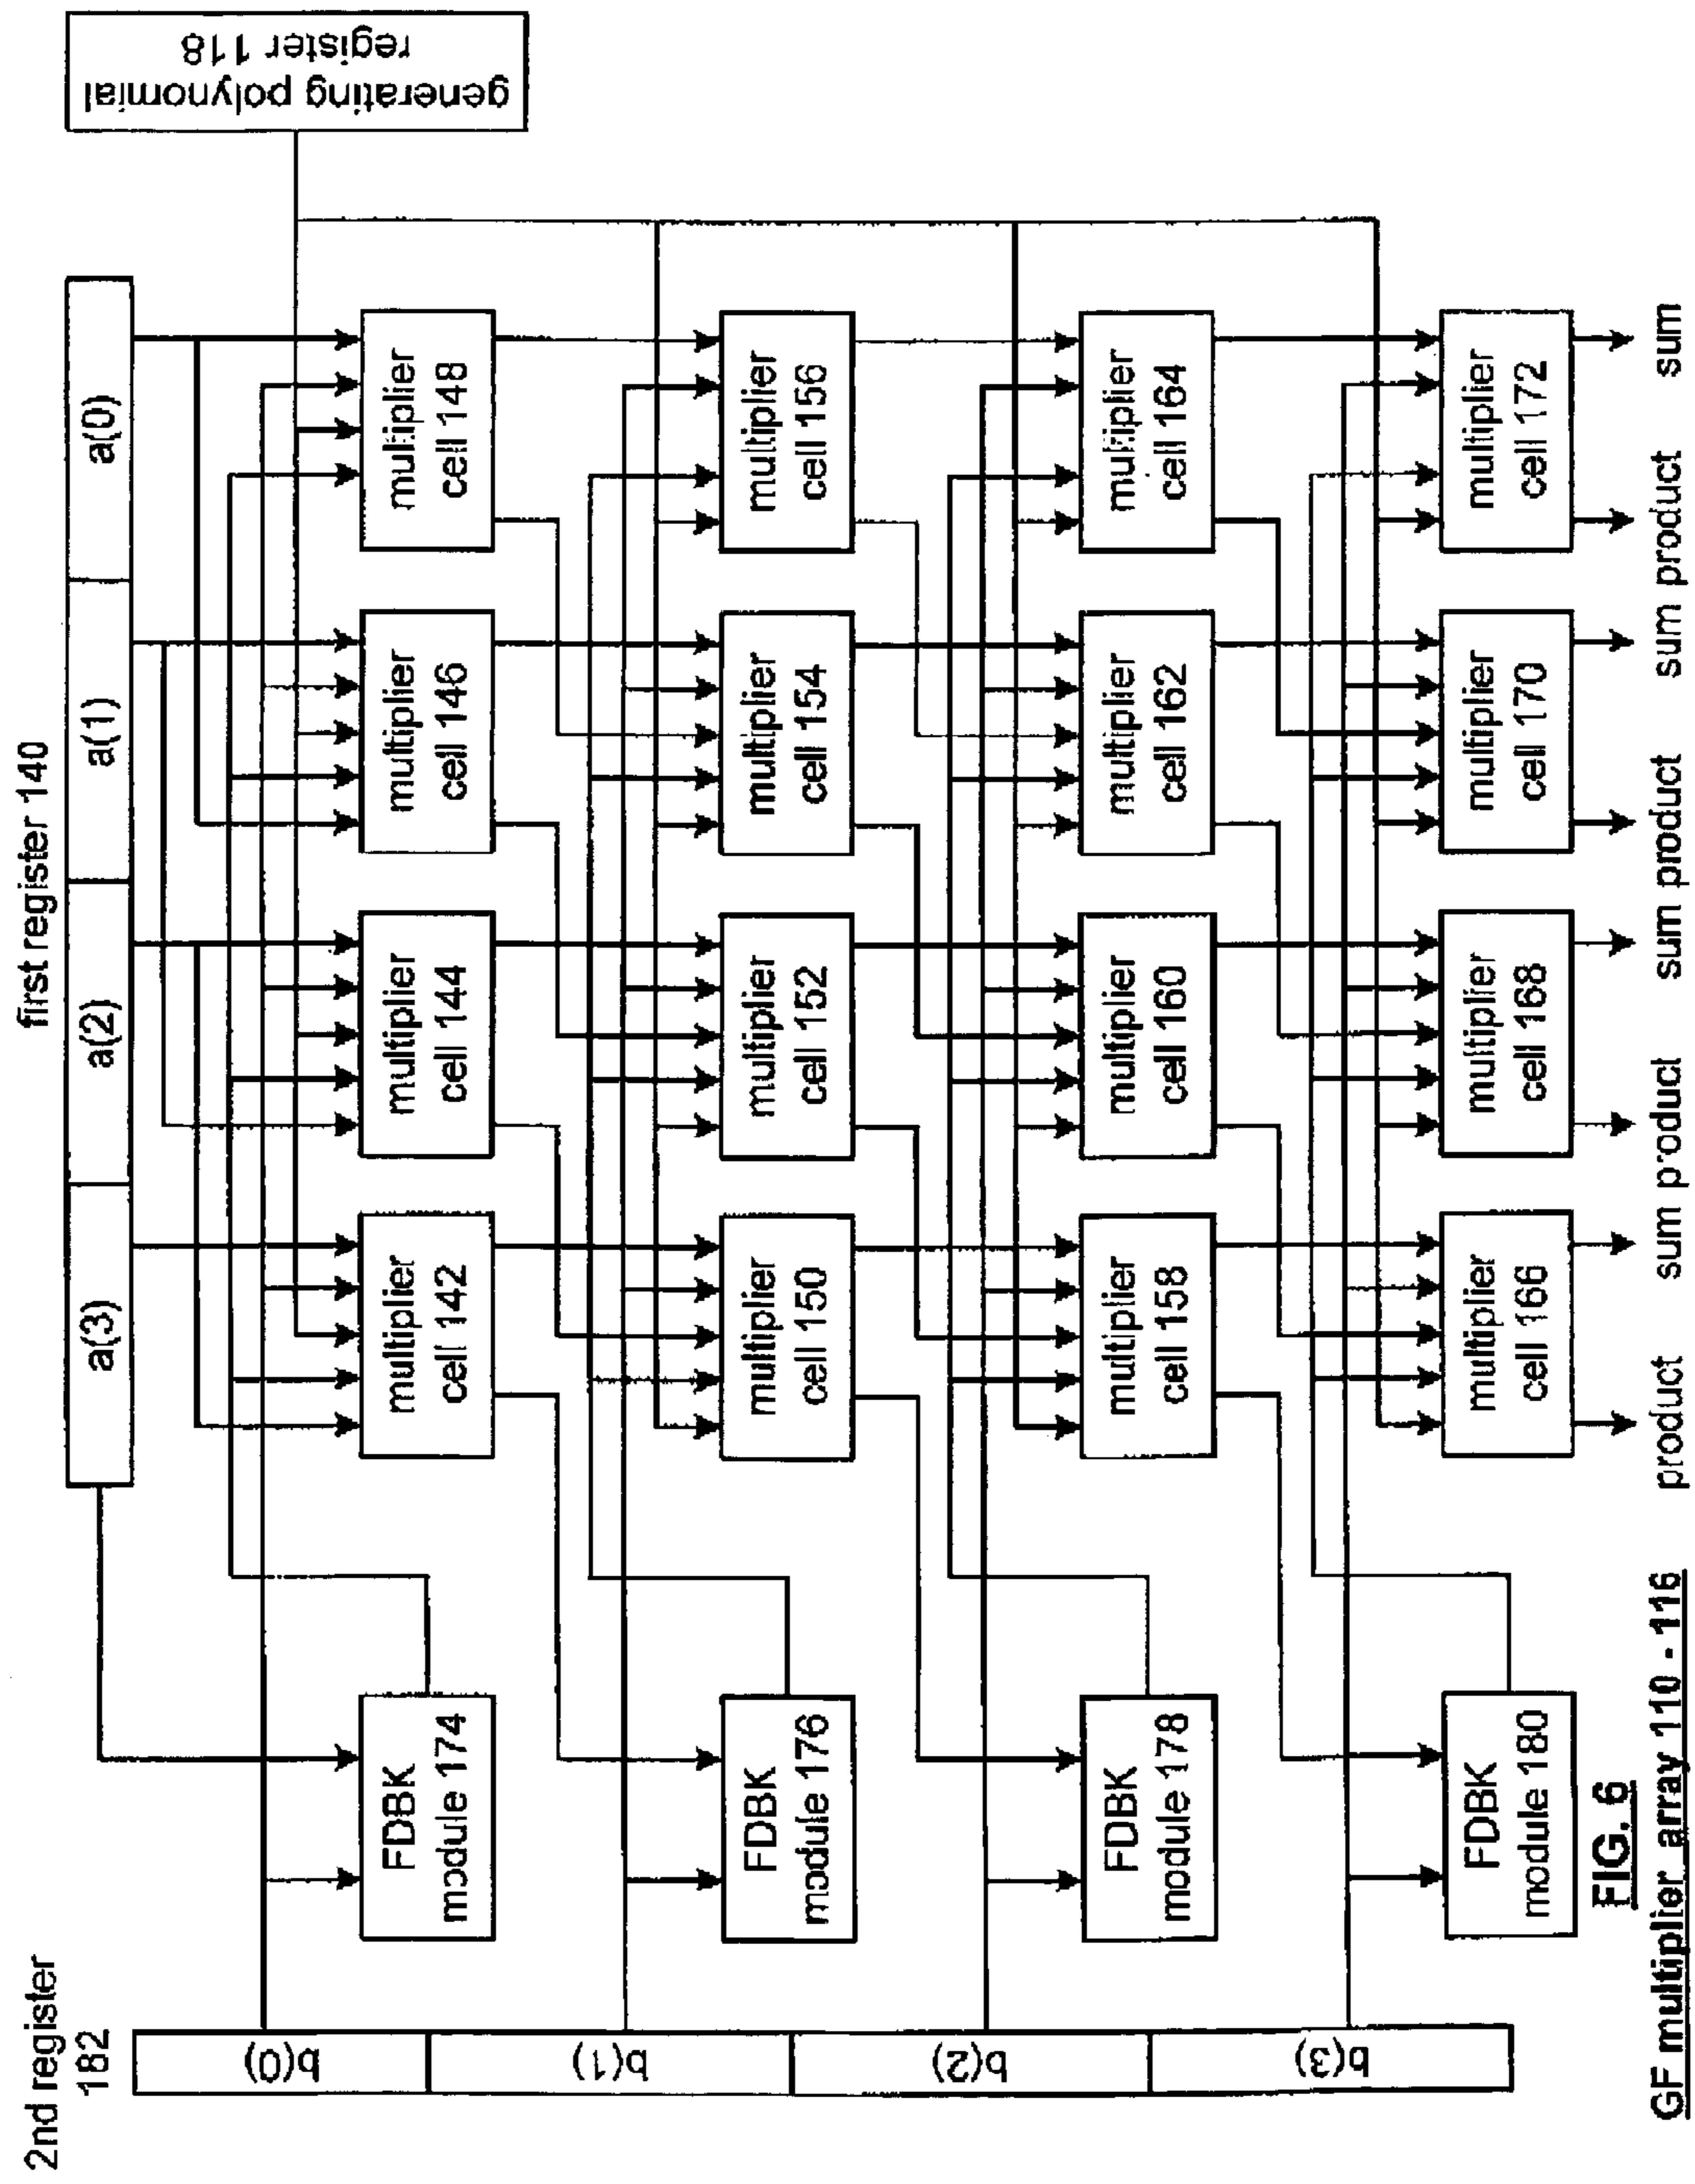 2nd register
182
first register 140
a(3)
a(2)
a(1)
a(0)
generating polynomial
register 118
b(0)
FDBK
module 174
multiplier
cell 142
multiplier
cell 144
multiplier
cell 146
multiplier
cell 148
b(1)
FDBK
module 176
multiplier
cell 150
multiplier
cell 152
multiplier
cell 154
multiplier
cell 156
b(2)
FDBK
module 178
multiplier
cell 158
multiplier
cell 160
multiplier
cell 162
multiplier
cell 164
b(3)
FDBK
module 180
multiplier
cell 166
multiplier
cell 168
multiplier
cell 170
multiplier
cell 172
product sum product sum product sum product sum
FIG. 6
GF multiplier array 110 - 116